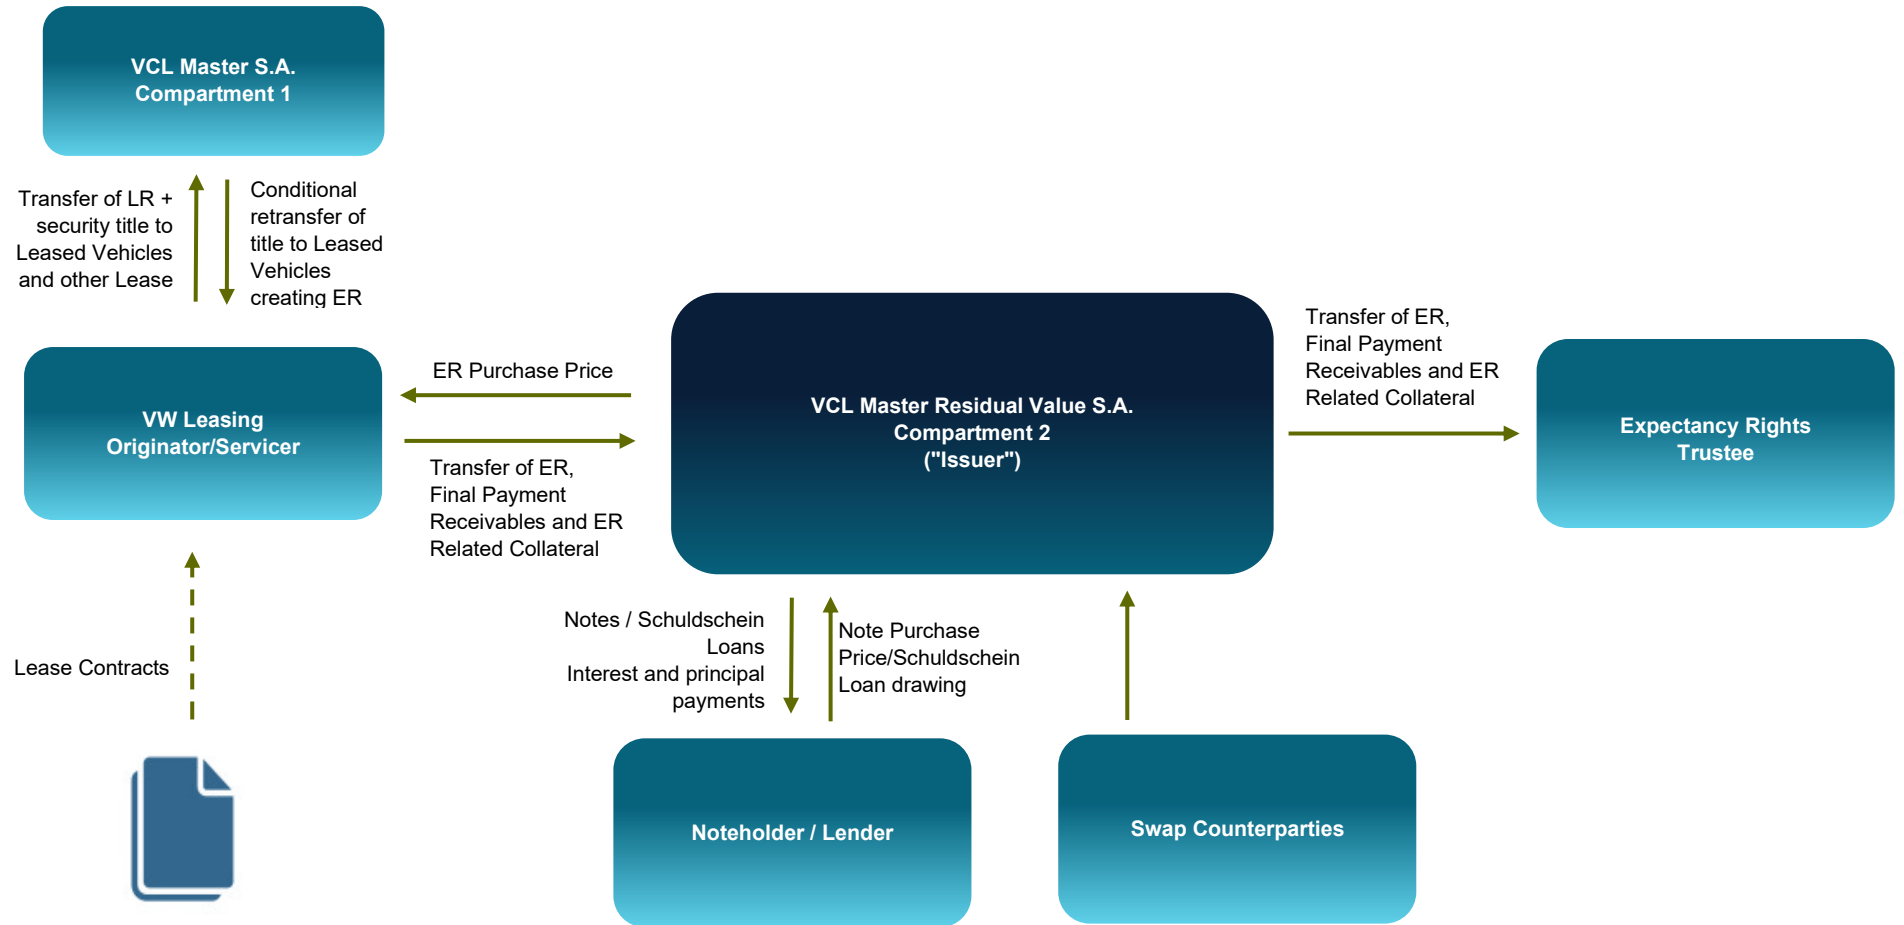 VCL Master S.A.
Compartment 1
Transfer of LR +
security title to
Leased Vehicles
and other Lease
Conditional
retransfer of
title to Leased
Vehicles
creating ER
VW Leasing
Originator/Servicer
ER Purchase Price
Transfer of ER,
Final Payment
Receivables and ER
Related Collateral
VCL Master Residual Value S.A.
Compartment 2
("Issuer")
Transfer of ER,
Final Payment
Receivables and ER
Related Collateral
Expectancy Rights
Trustee
Lease Contracts
Notes / Schuldschein
Loans
Interest and principal
payments
Note Purchase
Price/Schuldschein
Loan drawing
Noteholder / Lender
Swap Counterparties